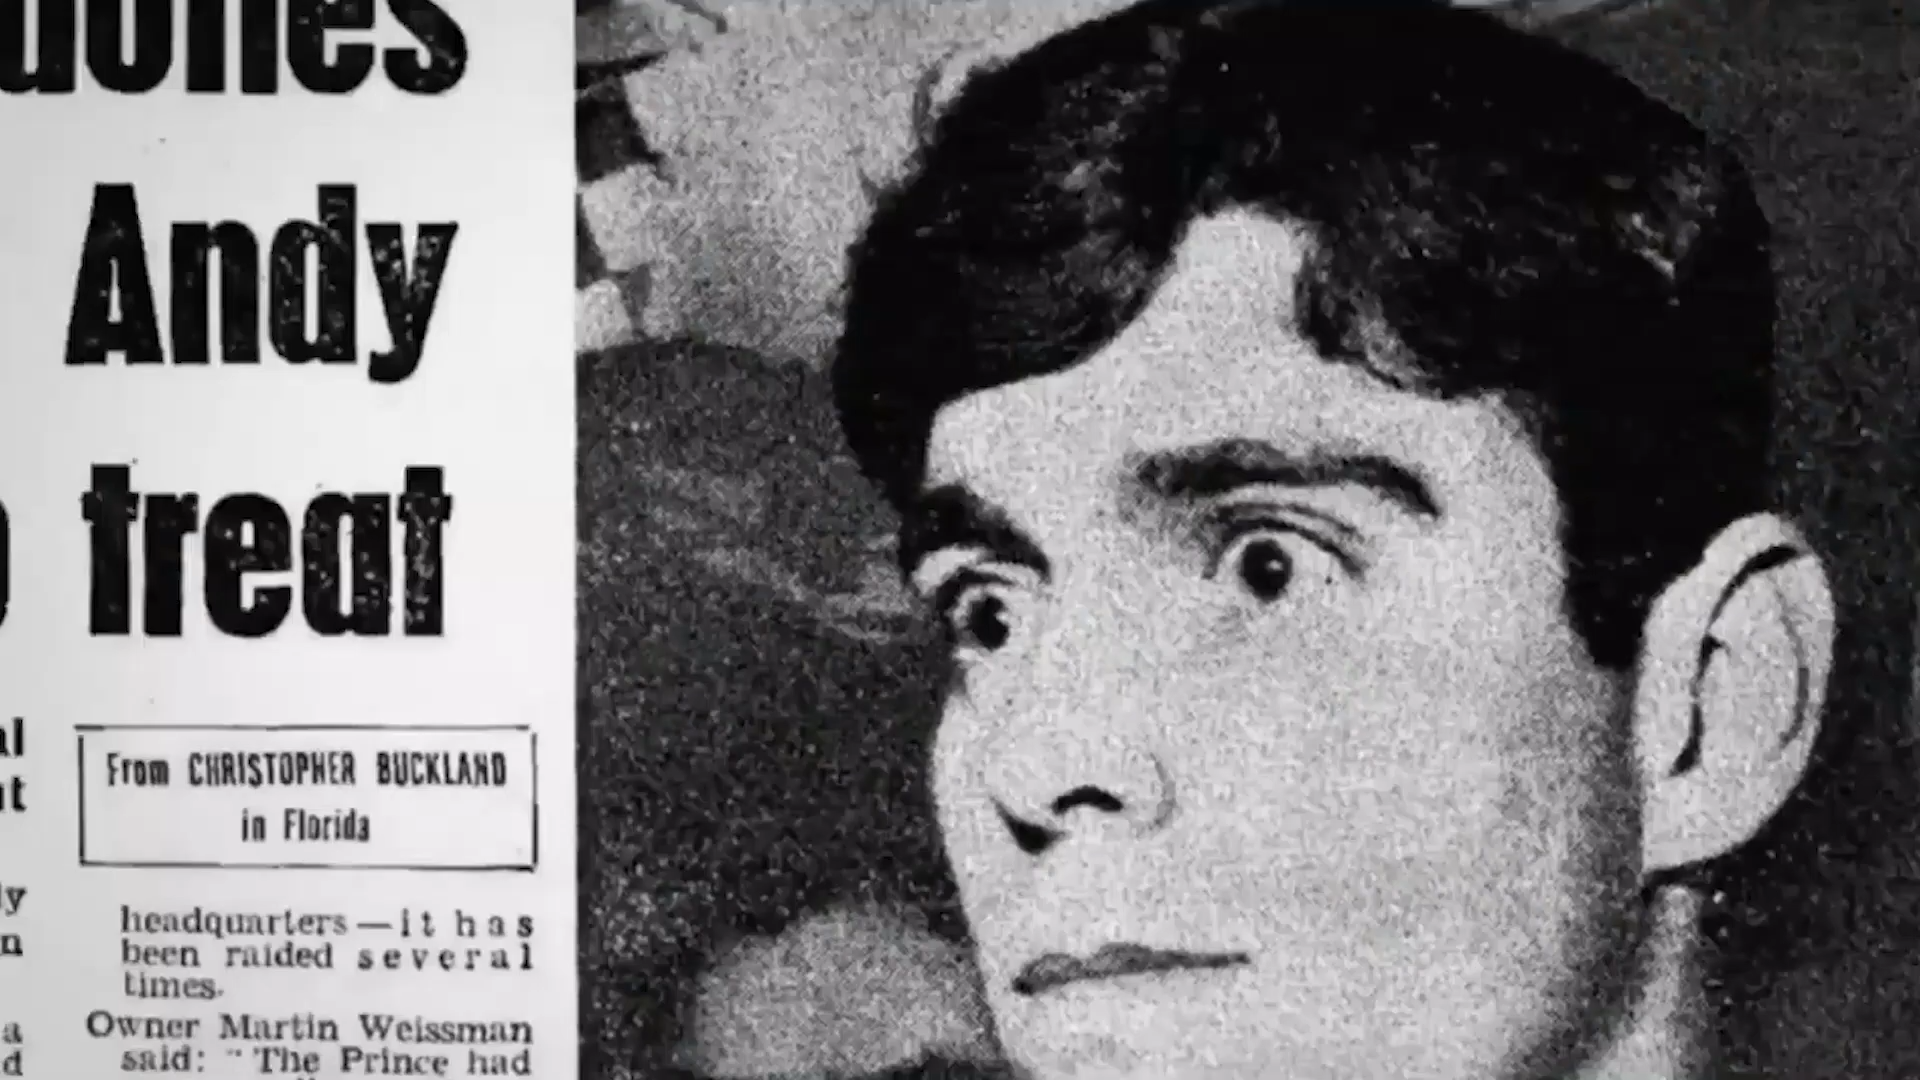 Andy
treat
From CHRISTOPHER BUCKLAND
in Florida
headquarters — it has
been raided several
times.
Owner Martin Weissman
said: "The Prince had